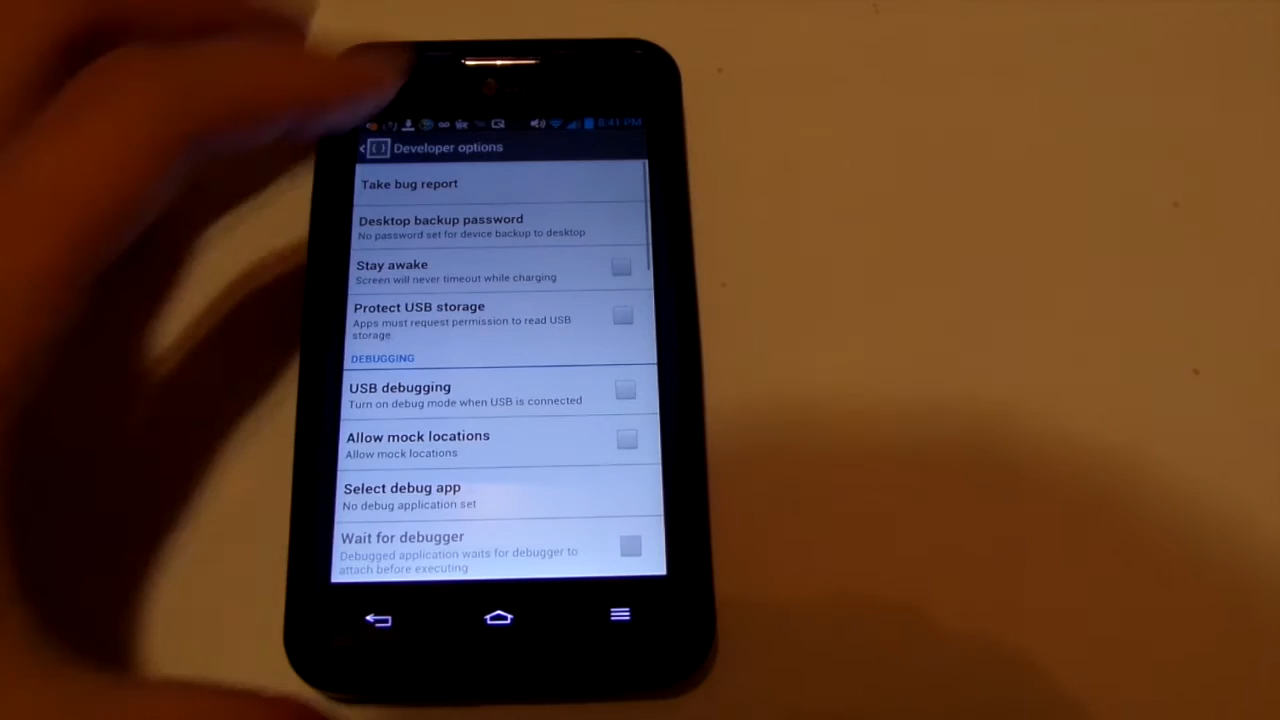 8:41 PM
Developer options
Take bug report
Desktop backup password
No password set for device backup to desktop
Stay awake
Screen will never timeout while charging
Protect USB storage
Apps must request permission to read USB
storage
DEBUGGING
USB debugging
Turn on debug mode when USB is connected
Allow mock locations
Allow mock locations
Select debug app
No debug application set
Wait for debugger
Debugged application waits for debugger to
attach before executing